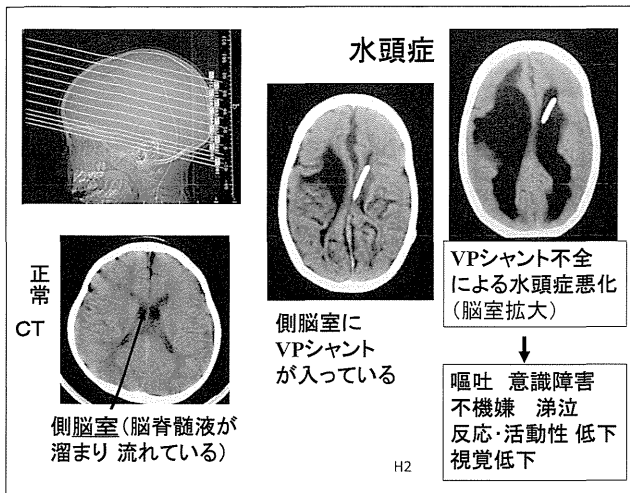 水頭症
正常
CT
側脳室(脳脊髄液が
溜まり 流れている)
側脳室に
VPシャント
が入っている
VPシャント不全
による水頭症悪化
(脳室拡大)
嘔吐 意識障害
不機嫌 涕泣
反応・活動性 低下
視覚低下
H2